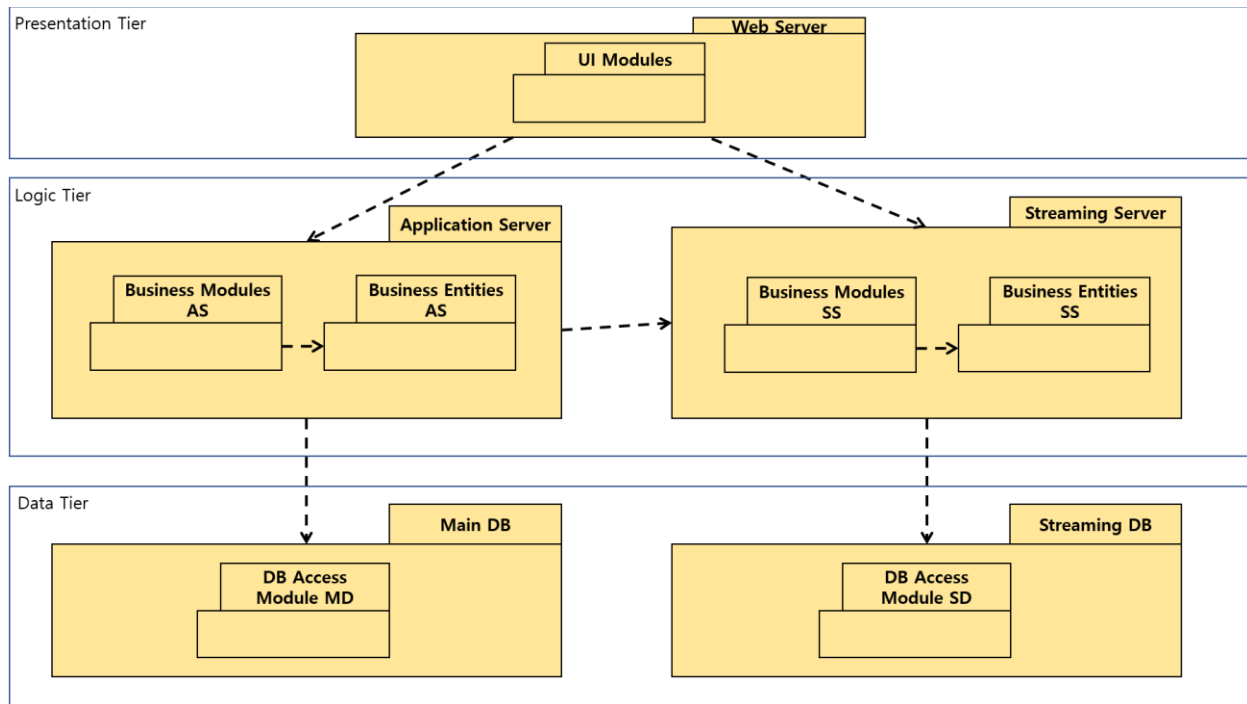 Presentation Tier
Web Server
UI Modules
Logic Tier
Application Server
Streaming Server
Business Modules
AS
Business Entities
AS
Business Modules
SS
Business Entities
SS
Data Tier
Main DB
Streaming DB
DB Access
Module MD
DB Access
Module SD